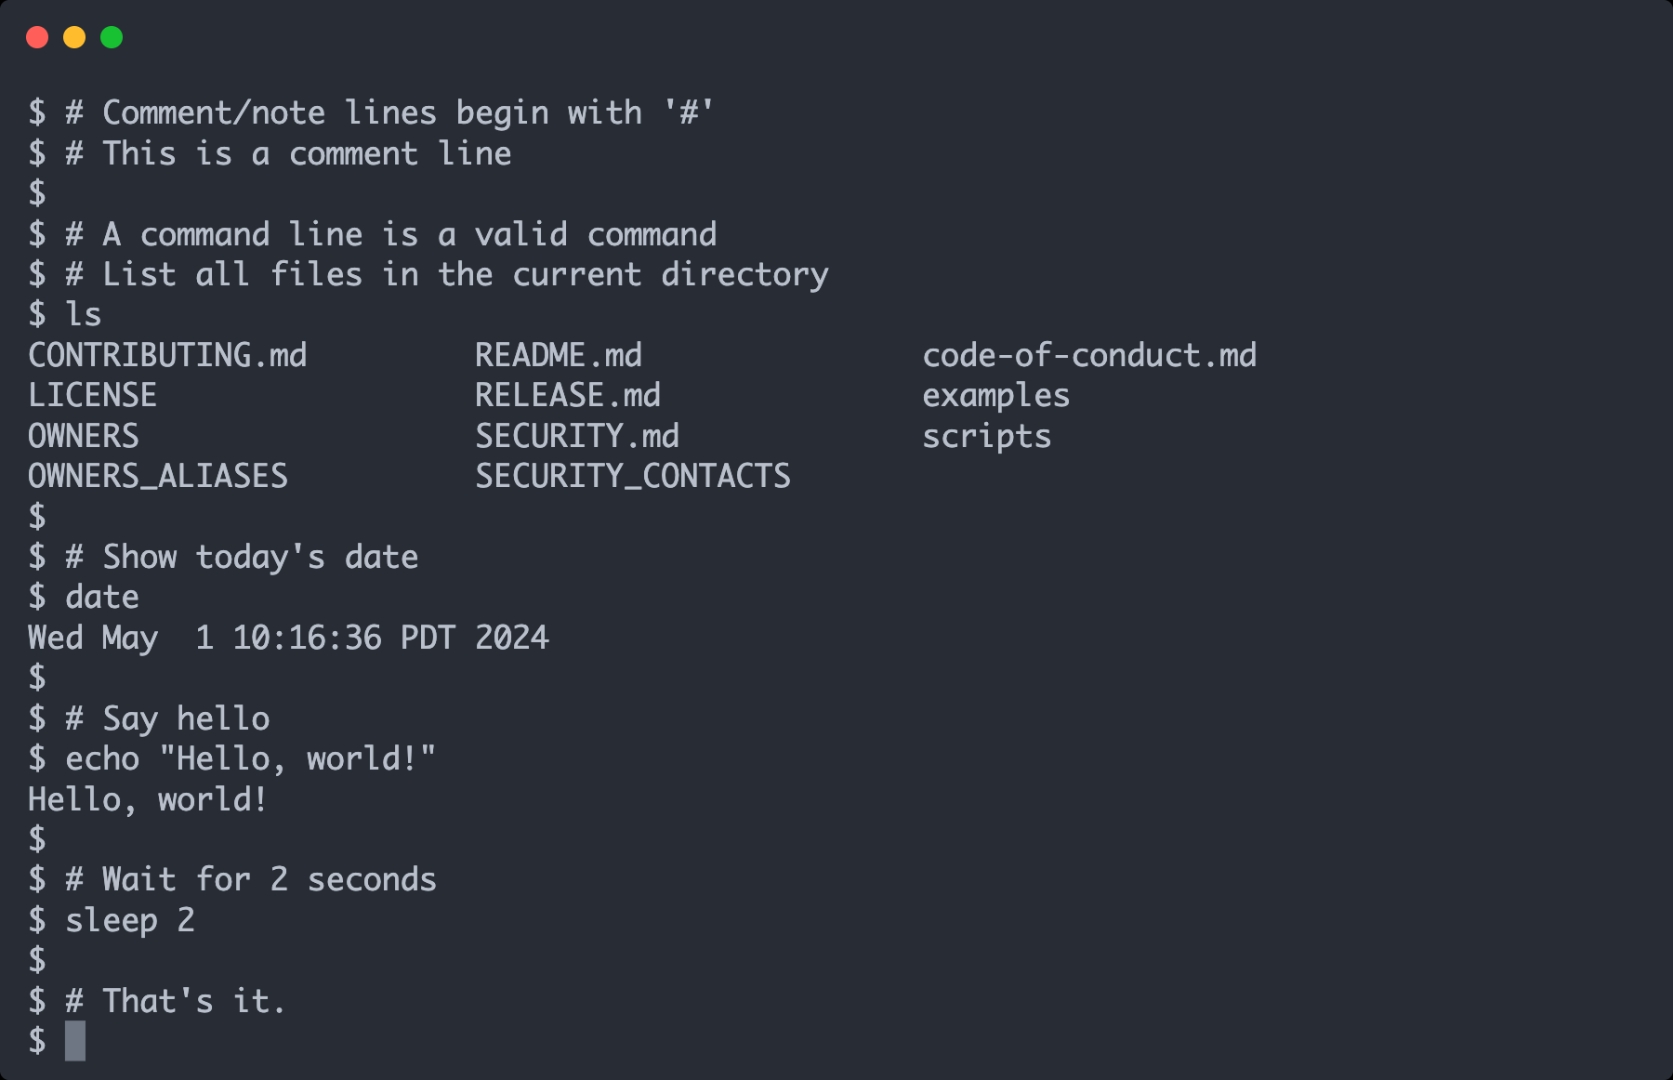 $ # Comment/note lines begin with '#'
$ # This is a comment line
$
$ # A command line is a valid command
$ # List all files in the current directory
$ ls
CONTRIBUTING.md         README.md               code-of-conduct.md
LICENSE                 RELEASE.md              examples
OWNERS                  SECURITY.md             scripts
OWNERS_ALIASES          SECURITY_CONTACTS
$
$ # Show today's date
$ date
Wed May  1 10:16:36 PDT 2024
$
$ # Say hello
$ echo "Hello, world!"
Hello, world!
$
$ # Wait for 2 seconds
$ sleep 2
$
$ # That's it.
$